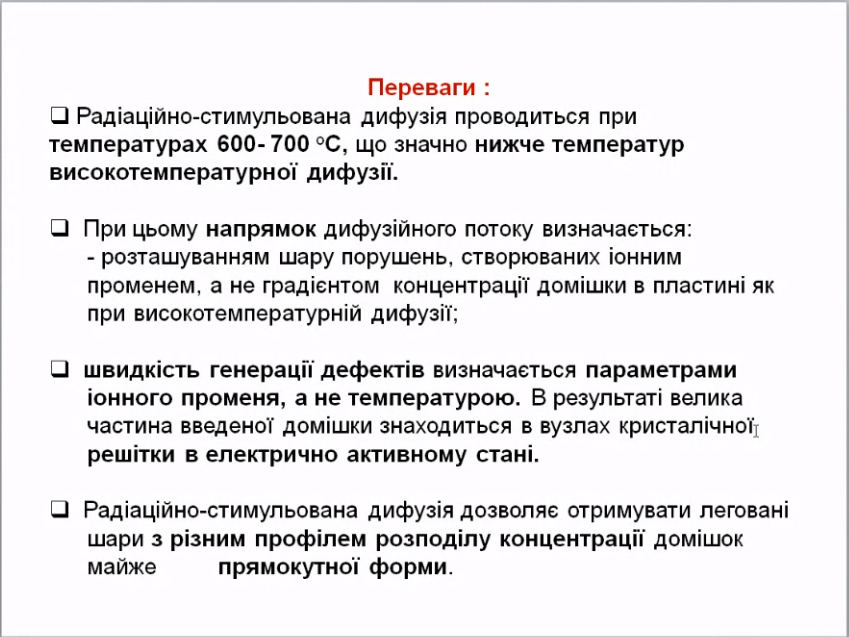 Переваги :
❑ Радіаційно-стимульована дифузія проводиться при
температурах 600- 700 ºС, що значно нижче температур
високотемпературної дифузії.
❑ При цьому напрямок дифузійного потоку визначається:
- розташуванням шару порушень, створюваних іонним
променем, а не градієнтом концентрації домішки в пластині як
при високотемпературній дифузії;
❑ швидкість генерації дефектів визначається параметрами
іонного променя, а не температурою. В результаті велика
частина введеної домішки знаходиться в вузлах кристалічної
решітки в електрично активному стані.
❑ Радіаційно-стимульована дифузія дозволяє отримувати леговані
шари з різним профілем розподілу концентрації домішок
майже прямокутної форми.